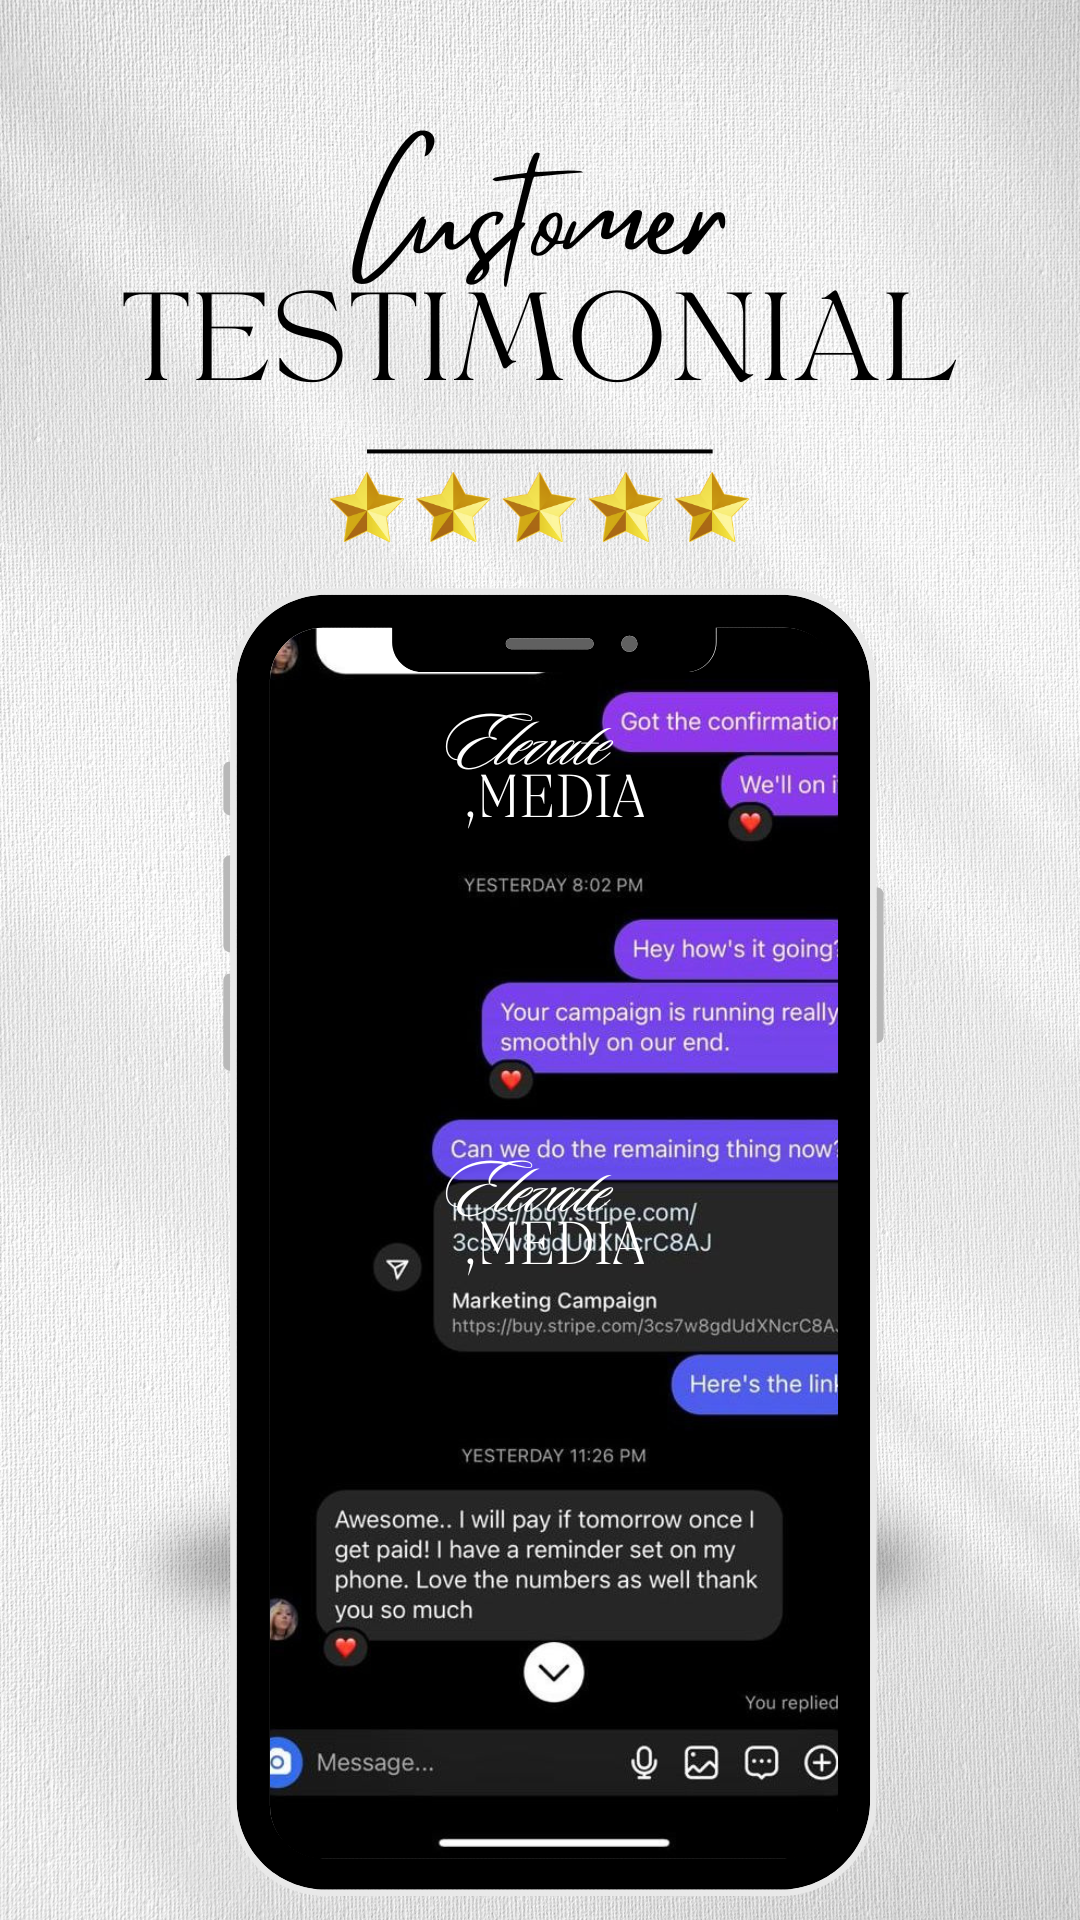 Customer
TESTIMONIAL
Got the confirmation
Elevate
,MEDIA
We'll on i
YESTERDAY 8:02 PM
Hey how's it going?
Your campaign is running really
smoothly on our end.
Can we do the remaining thing now?
Elevate
,MEDIA
https://buy.stripe.com/
3cs7w8gdUdXNcrC8AJ
Marketing Campaign
https://buy.stripe.com/3cs7w8gdUdXNcrC8AJ
Here's the link
YESTERDAY 11:26 PM
Awesome.. I will pay if tomorrow once I
get paid! I have a reminder set on my
phone. Love the numbers as well thank
you so much
You replied
Message...